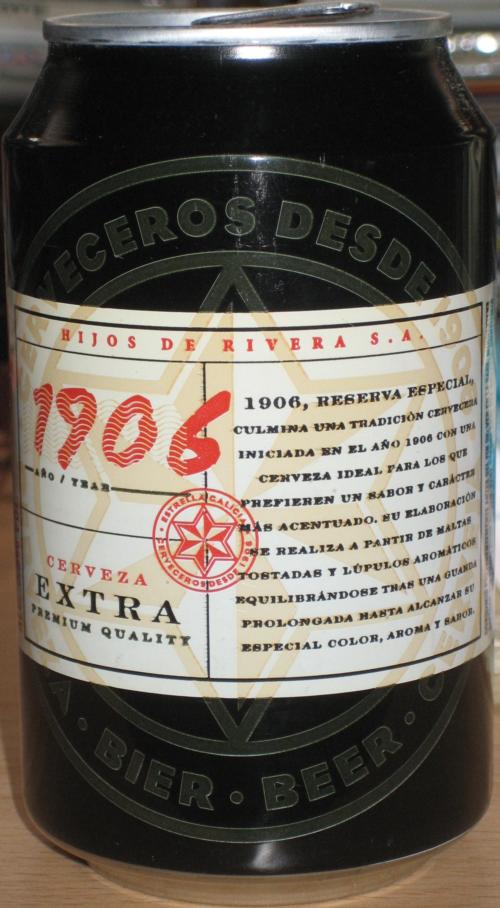 CERVECEROS DESDE 190
HIJOS DE RIVERA S.A.
1906
AÑO / YEAR
CERVEZA
EXTRA
PREMIUM QUALITY
ESTRELLA GALICIA
CERVECEROS DESDE 1906
1906, RESERVA ESPECIAL,
CULMINA UNA TRADICIÓN CERVECERA
INICIADA EN EL AÑO 1906 CON UNA
CERVEZA IDEAL PARA LOS QUE
PREFIEREN UN SABOR Y CARÁCTER
MÁS ACENTUADO. SU ELABORACIÓN
SE REALIZA A PARTIR DE MALTAS
TOSTADAS Y LÚPULOS AROMÁTICOS
EQUILIBRÁNDOSE TRAS UNA GUARDA
PROLONGADA HASTA ALCANZAR SU
ESPECIAL COLOR, AROMA Y SABOR.
A · BIER · BEER · C